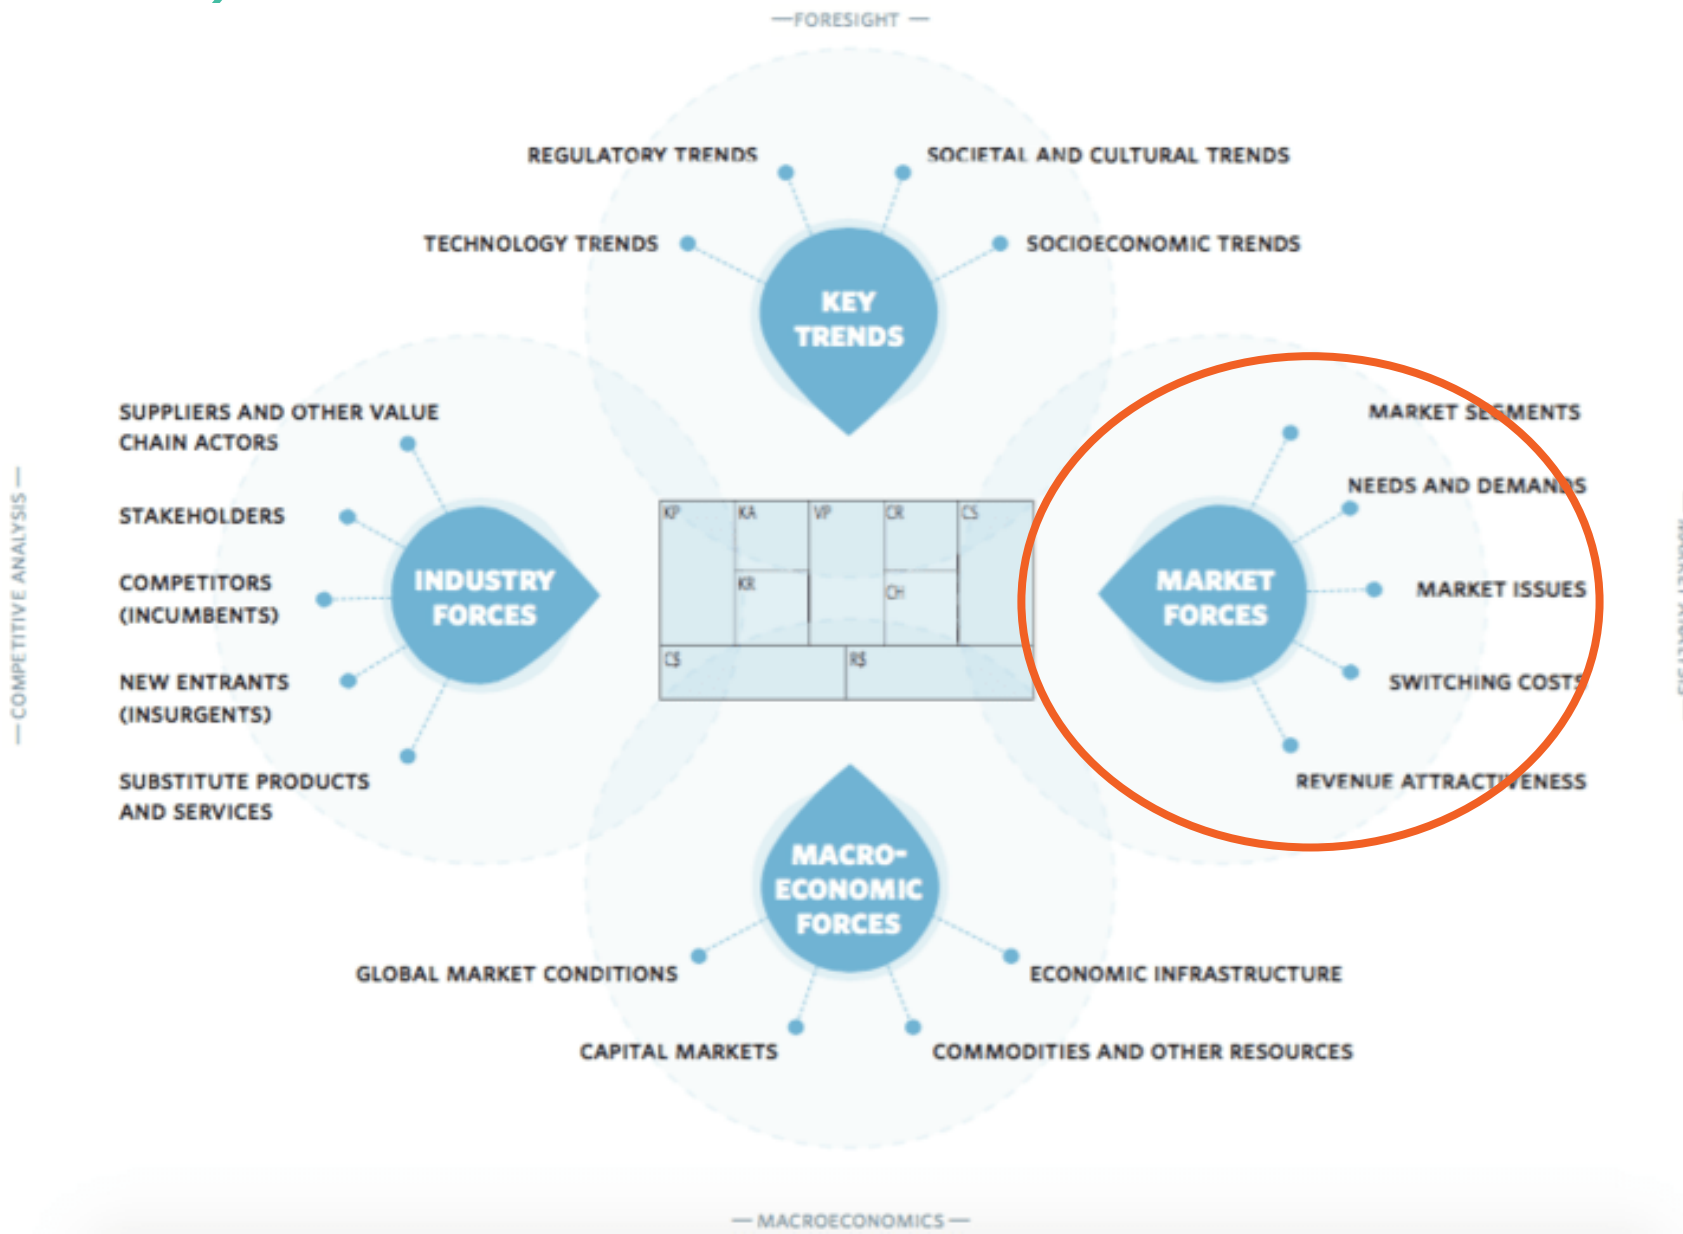 —FORESIGHT —
REGULATORY TRENDS
SOCIETAL AND CULTURAL TRENDS
TECHNOLOGY TRENDS
SOCIOECONOMIC TRENDS
KEY
TRENDS
— COMPETITIVE ANALYSIS —
SUPPLIERS AND OTHER VALUE
CHAIN ACTORS
STAKEHOLDERS
COMPETITORS
(INCUMBENTS)
NEW ENTRANTS
(INSURGENTS)
SUBSTITUTE PRODUCTS
AND SERVICES
INDUSTRY
FORCES
KP
KA
VP
CR
CS
KR
CH
C$
R$
MARKET
FORCES
MARKET SEGMENTS
NEEDS AND DEMANDS
MARKET ISSUES
SWITCHING COSTS
REVENUE ATTRACTIVENESS
MACRO-
ECONOMIC
FORCES
GLOBAL MARKET CONDITIONS
ECONOMIC INFRASTRUCTURE
CAPITAL MARKETS
COMMODITIES AND OTHER RESOURCES
— MACROECONOMICS —